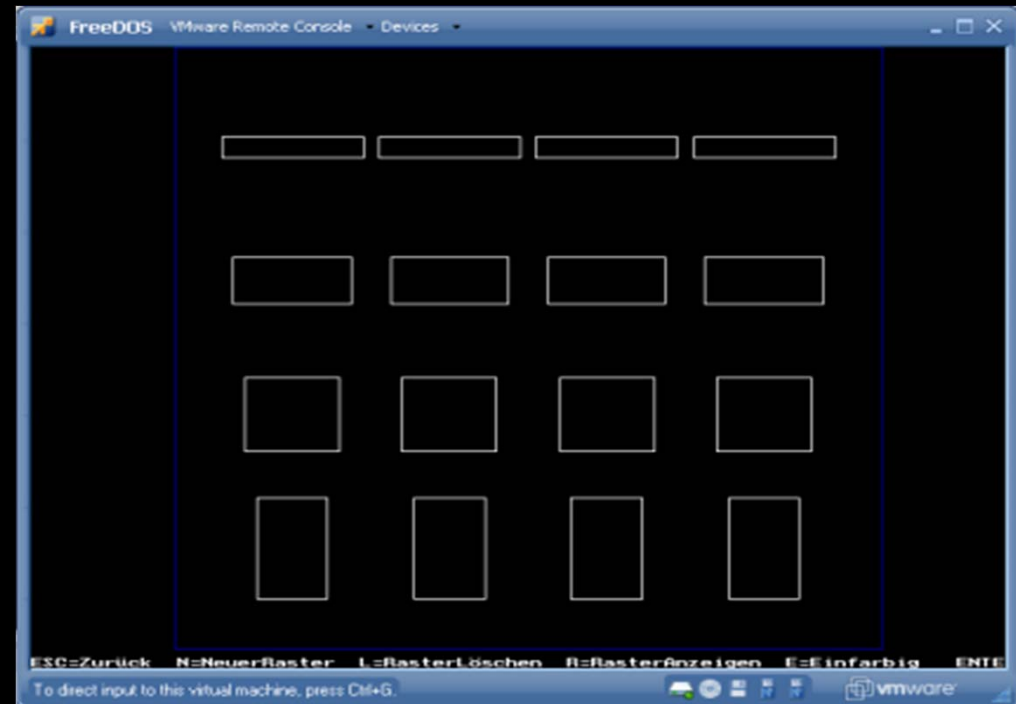 FreeDOS VMware Remote Console Devices
ESC=Zurück N=NeuerRaster L=RasterLöschen R=RasterAnzeigen E=Einfarbig ENTE
To direct input to this virtual machine, press Ctrl+G. vmware